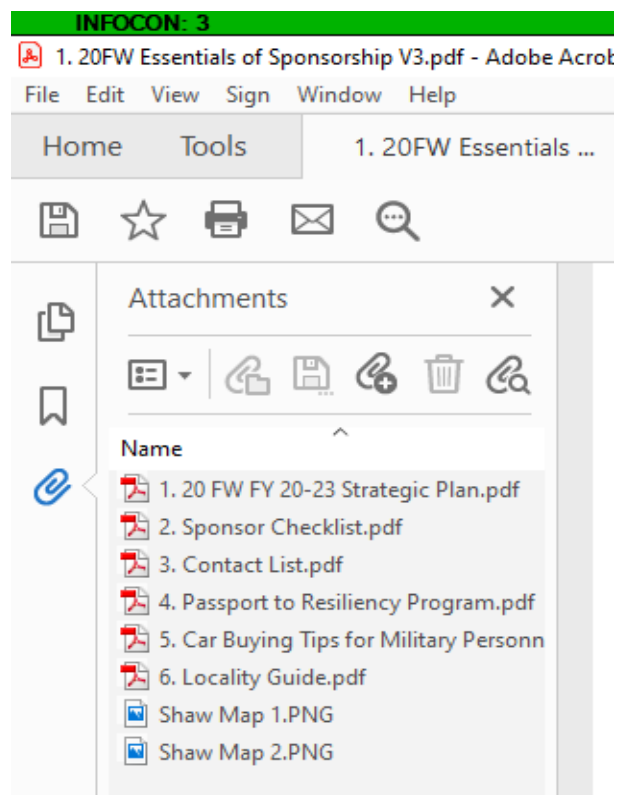 INFOCON: 3
1. 20FW Essentials of Sponsorship V3.pdf - Adobe Acrob
File Edit View Sign Window Help
Home Tools 1. 20FW Essentials ...
Attachments
Name
1. 20 FW FY 20-23 Strategic Plan.pdf
2. Sponsor Checklist.pdf
3. Contact List.pdf
4. Passport to Resiliency Program.pdf
5. Car Buying Tips for Military Personn
6. Locality Guide.pdf
Shaw Map 1.PNG
Shaw Map 2.PNG